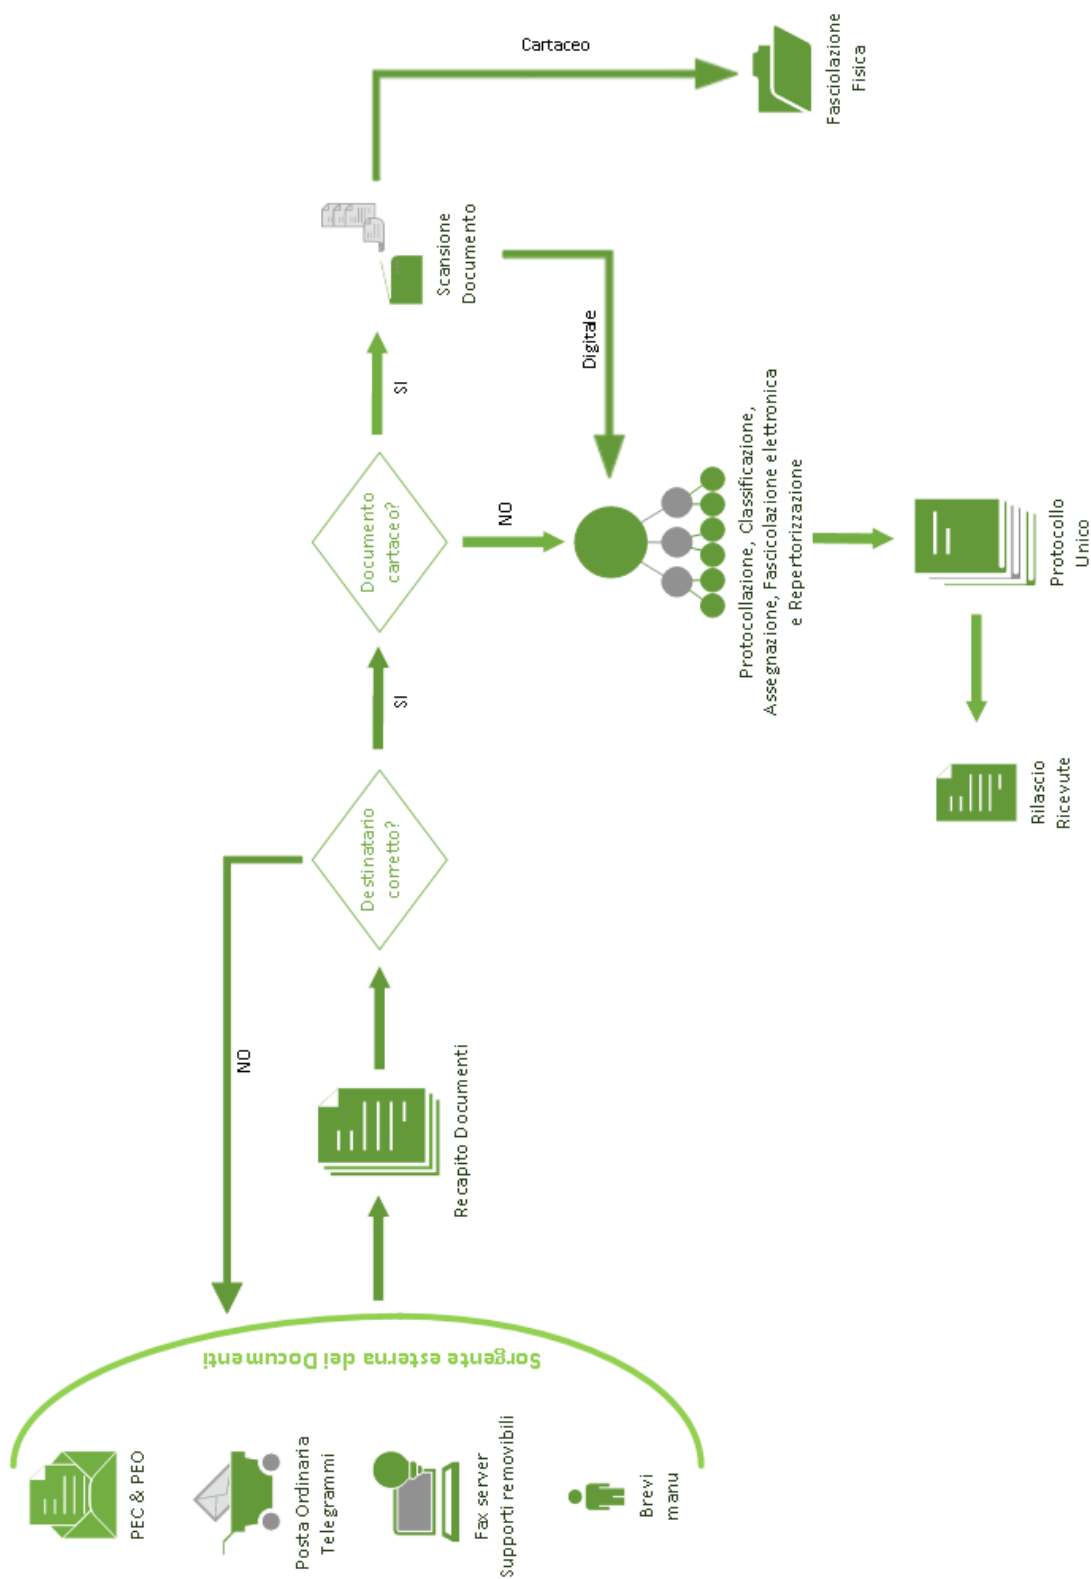 PEC & PEO
Posta Ordinaria
Telegrammi
Fax server
Supporti removibili
Brevi
manu
Sorgente esterna dei Documenti
Recapito Documenti
NO
Destinatario
corretto?
SI
Documento
cartaceo?
SI
NO
Scansione
Documento
Cartaceo
Digitale
Fasciolazione
Fisica
Protocollazione, Classificazione,
Assegnazione, Fascicolazione elettronica
e Repertorizzazione
Protocollo
Unico
Rilascio
Ricevute